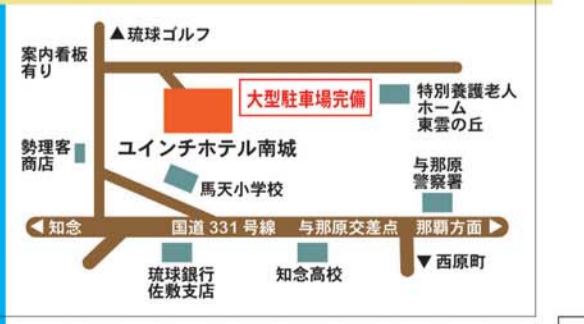 ▲琉球ゴルフ
案内看板
有り
大型駐車場完備
特別養護老人
ホーム
東雲の丘
勢理客
商店
ユインチホテル南城
馬天小学校
与那原
警察署
◀知念
国道331号線
与那原交差点
那覇方面▶
琉球銀行
佐敷支店
知念高校
▼西原町